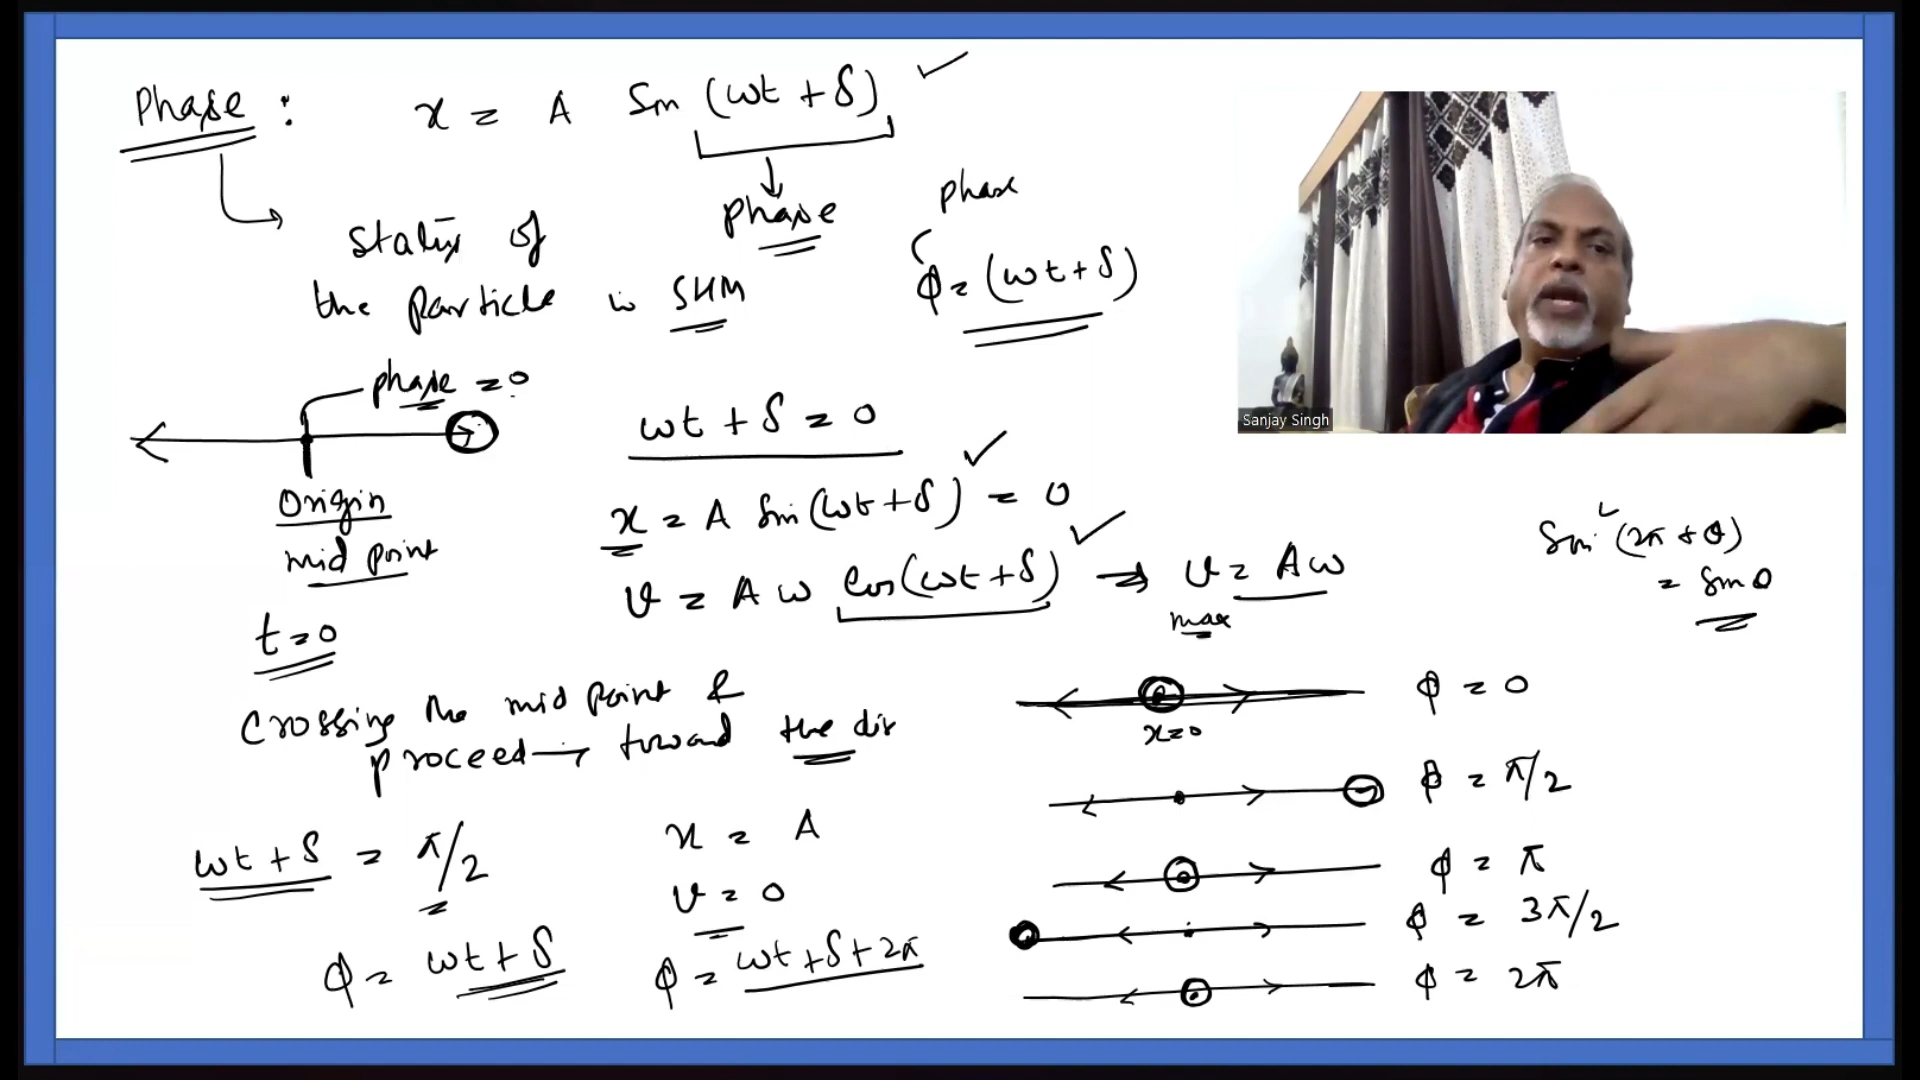 Phase : x = A Sin (ωt + δ)
phase
status of
the particle in SHM
phase
ϕ = (ωt + δ)
Sanjay Singh
phase = 0
ωt + δ = 0
Origin
mid point
x = A Sin (ωt + δ) = 0
v = A ω Cos (ωt + δ) → v = Aω
max
Sin (2π + θ)
= Sin θ
t = 0
Crossing the mid point &
proceed → toward +ve dir
x=0
ϕ = 0
ϕ = π/2
ϕ = π
ϕ = 3π/2
ϕ = 2π
ωt + δ = π/2
x = A
v = 0
ϕ = ωt + δ
ϕ = ωt + δ + 2π